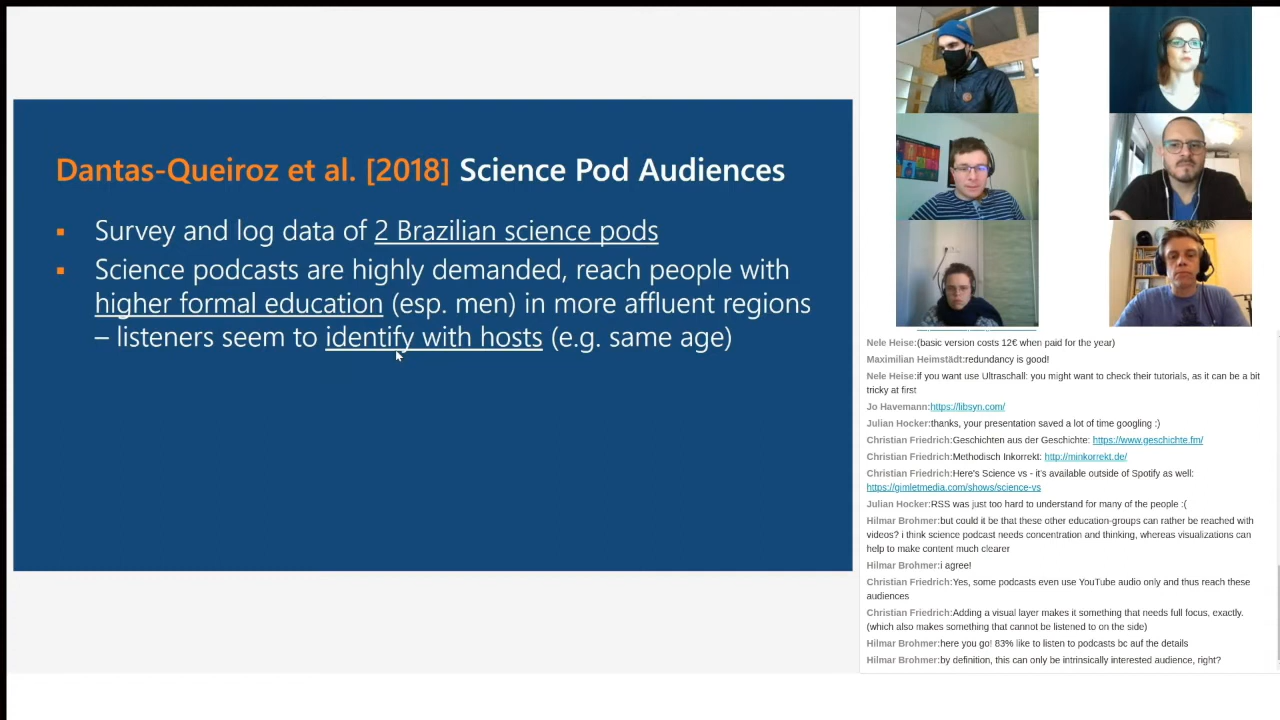 Dantas-Queiroz et al. [2018] Science Pod Audiences
▪ Survey and log data of 2 Brazilian science pods
▪ Science podcasts are highly demanded, reach people with
higher formal education (esp. men) in more affluent regions
– listeners seem to identify with hosts (e.g. same age)
Nele Heise:(basic version costs 12€ when paid for the year)
Maximilian Heimstädt:redundancy is good!
Nele Heise:if you want use Ultraschall: you might want to check their tutorials, as it can be a bit
tricky at first
Jo Havemann:https://libsyn.com/
Julian Hocker:thanks, your presentation saved a lot of time googling :)
Christian Friedrich:Geschichten aus der Geschichte: https://www.geschichte.fm/
Christian Friedrich:Methodisch Inkorrekt: http://minkorrekt.de/
Christian Friedrich:Here's Science vs - it's available outside of Spotify as well:
https://gimletmedia.com/shows/science-vs
Julian Hocker:RSS was just too hard to understand for many of the people :(
Hilmar Brohmer:but could it be that these other education-groups can rather be reached with
videos? i think science podcast needs concentration and thinking, whereas visualizations can
help to make content much clearer
Hilmar Brohmer:i agree!
Christian Friedrich:Yes, some podcasts even use YouTube audio only and thus reach these
audiences
Christian Friedrich:Adding a visual layer makes it something that needs full focus, exactly.
(which also makes something that cannot be listened to on the side)
Hilmar Brohmer:here you go! 83% like to listen to podcasts bc auf the details
Hilmar Brohmer:by definition, this can only be intrinsically interested audience, right?